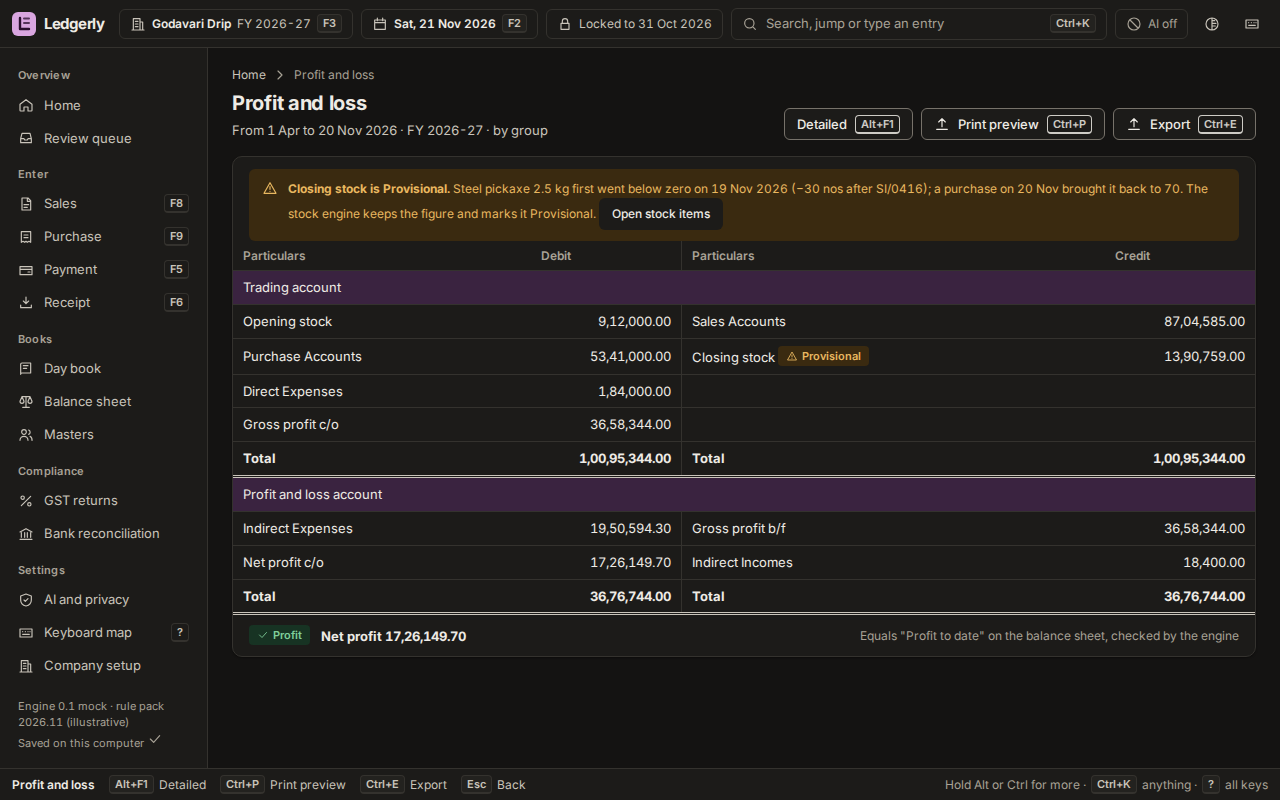 Ledgerly
Godavari Drip FY 2026-27 F3
Sat, 21 Nov 2026 F2
Locked to 31 Oct 2026
Search, jump or type an entry Ctrl+K
AI off
Overview
Home
Review queue
Enter
Sales F8
Purchase F9
Payment F5
Receipt F6
Books
Day book
Balance sheet
Masters
Compliance
GST returns
Bank reconciliation
Settings
AI and privacy
Keyboard map ?
Company setup
Engine 0.1 mock · rule pack
2026.11 (illustrative)
Saved on this computer
Home > Profit and loss
Profit and loss
From 1 Apr to 20 Nov 2026 · FY 2026-27 · by group
Detailed Alt+F1
Print preview Ctrl+P
Export Ctrl+E
Closing stock is Provisional. Steel pickaxe 2.5 kg first went below zero on 19 Nov 2026 (−30 nos after SI/0416); a purchase on 20 Nov brought it back to 70. The
stock engine keeps the figure and marks it Provisional. Open stock items
Particulars Debit Particulars Credit
Trading account
Opening stock 9,12,000.00 Sales Accounts 87,04,585.00
Purchase Accounts 53,41,000.00 Closing stock Provisional 13,90,759.00
Direct Expenses 1,84,000.00
Gross profit c/o 36,58,344.00
Total 1,00,95,344.00 Total 1,00,95,344.00
Profit and loss account
Indirect Expenses 19,50,594.30 Gross profit b/f 36,58,344.00
Net profit c/o 17,26,149.70 Indirect Incomes 18,400.00
Total 36,76,744.00 Total 36,76,744.00
Profit Net profit 17,26,149.70 Equals "Profit to date" on the balance sheet, checked by the engine
Profit and loss Alt+F1 Detailed Ctrl+P Print preview Ctrl+E Export Esc Back Hold Alt or Ctrl for more · Ctrl+K anything · ? all keys